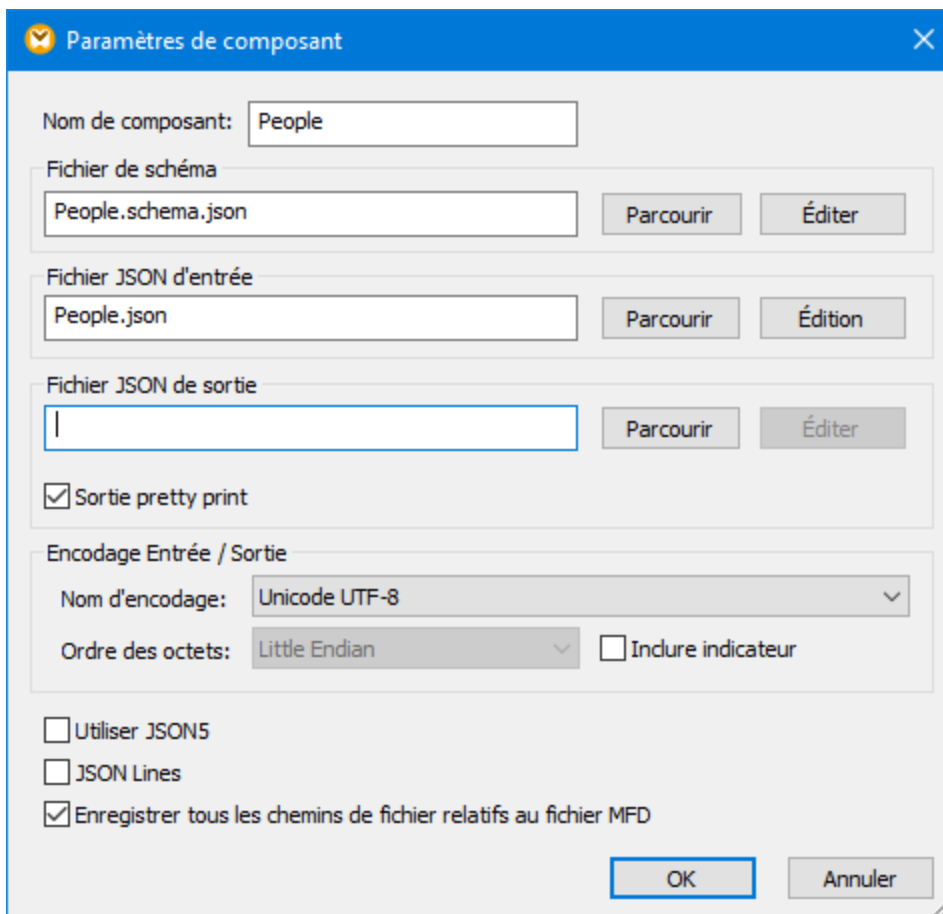 Paramètres de composant
Nom de composant: People
Fichier de schéma
People.schema.json Parcourir Éditer
Fichier JSON d'entrée
People.json Parcourir Édition
Fichier JSON de sortie
Parcourir Éditer
Sortie pretty print
Encodage Entrée / Sortie
Nom d'encodage: Unicode UTF-8
Ordre des octets: Little Endian Inclure indicateur
Utiliser JSON5
JSON Lines
Enregistrer tous les chemins de fichier relatifs au fichier MFD
OK Annuler